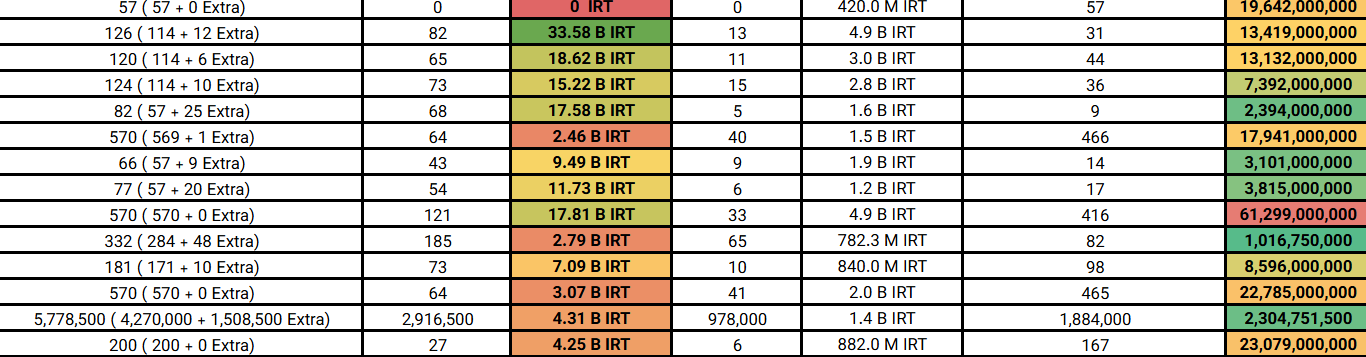 57 ( 57 + 0 Extra) 0 0 IRT 0 420.0 M IRT 57 19,642,000,000
126 ( 114 + 12 Extra) 82 33.58 B IRT 13 4.9 B IRT 31 13,419,000,000
120 ( 114 + 6 Extra) 65 18.62 B IRT 11 3.0 B IRT 44 13,132,000,000
124 ( 114 + 10 Extra) 73 15.22 B IRT 15 2.8 B IRT 36 7,392,000,000
82 ( 57 + 25 Extra) 68 17.58 B IRT 5 1.6 B IRT 9 2,394,000,000
570 ( 569 + 1 Extra) 64 2.46 B IRT 40 1.5 B IRT 466 17,941,000,000
66 ( 57 + 9 Extra) 43 9.49 B IRT 9 1.9 B IRT 14 3,101,000,000
77 ( 57 + 20 Extra) 54 11.73 B IRT 6 1.2 B IRT 17 3,815,000,000
570 ( 570 + 0 Extra) 121 17.81 B IRT 33 4.9 B IRT 416 61,299,000,000
332 ( 284 + 48 Extra) 185 2.79 B IRT 65 782.3 M IRT 82 1,016,750,000
181 ( 171 + 10 Extra) 73 7.09 B IRT 10 840.0 M IRT 98 8,596,000,000
570 ( 570 + 0 Extra) 64 3.07 B IRT 41 2.0 B IRT 465 22,785,000,000
5,778,500 ( 4,270,000 + 1,508,500 Extra) 2,916,500 4.31 B IRT 978,000 1.4 B IRT 1,884,000 2,304,751,500
200 ( 200 + 0 Extra) 27 4.25 B IRT 6 882.0 M IRT 167 23,079,000,000